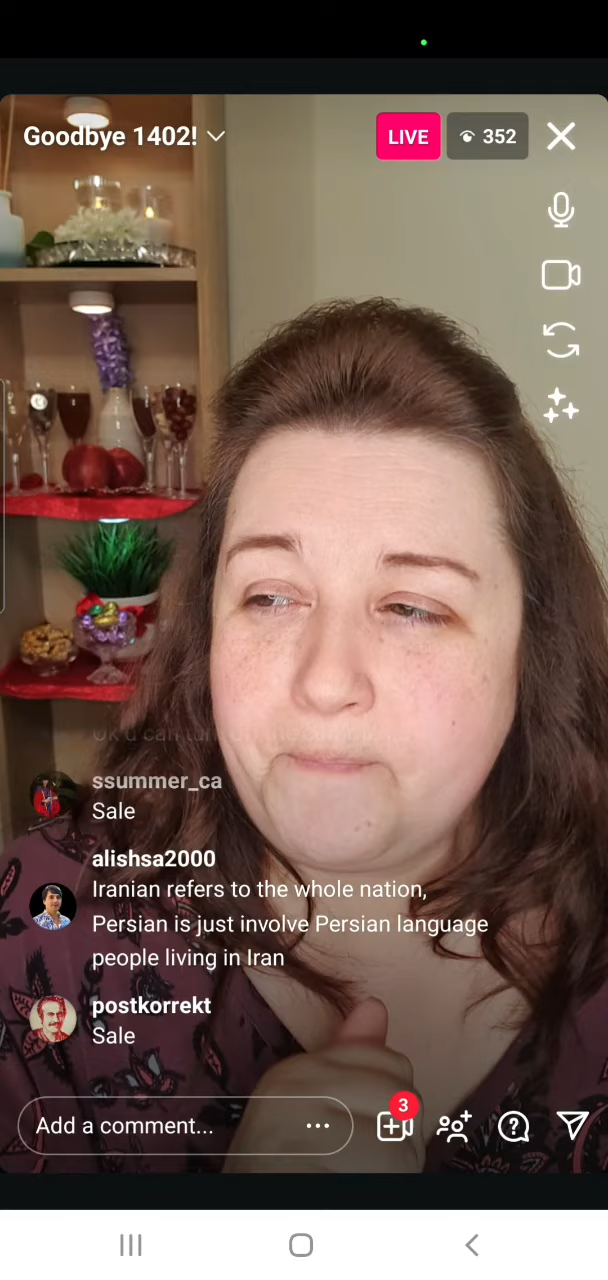 Goodbye 1402!
LIVE
352
ssummer_ca
Sale
alishsa2000
Iranian refers to the whole nation,
Persian is just involve Persian language
people living in Iran
postkorrekt
Sale
3
Add a comment...